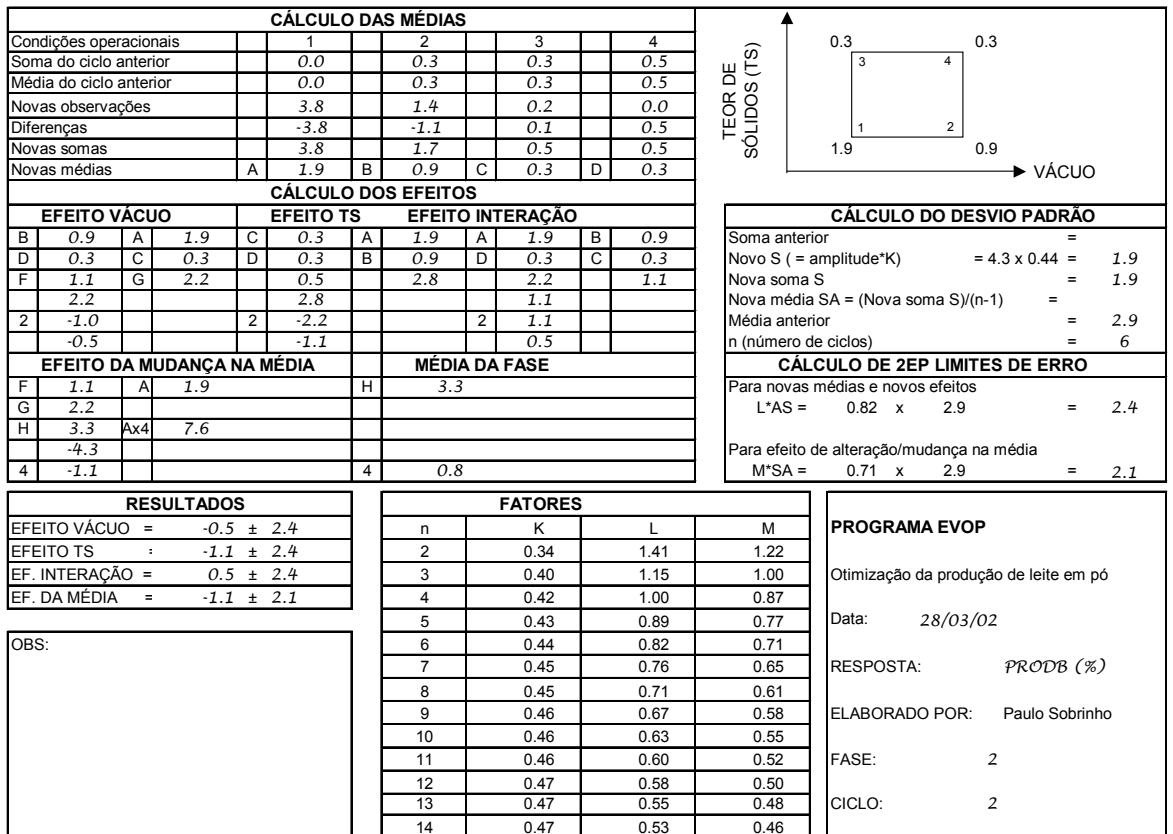 CÁLCULO DAS MÉDIAS
Condições operacionais 1 2 3 4
Soma do ciclo anterior 0.0 0.3 0.3 0.5
Média do ciclo anterior 0.0 0.3 0.3 0.5
Novas observações 3.8 1.4 0.2 0.0
Diferenças -3.8 -1.1 0.1 0.5
Novas somas 3.8 1.7 0.5 0.5
Novas médias A 1.9 B 0.9 C 0.3 D 0.3
CÁLCULO DOS EFEITOS
EFEITO VÁCUO EFEITO TS EFEITO INTERAÇÃO
B 0.9 A 1.9 C 0.3 A 1.9 A 1.9 B 0.9
D 0.3 C 0.3 D 0.3 B 0.9 D 0.3 C 0.3
F 1.1 G 2.2 0.5 2.8 2.2 1.1
2.2 2.8 1.1
2 -1.0 2 -2.2 2 1.1
-0.5 -1.1 0.5
EFEITO DA MUDANÇA NA MÉDIA MÉDIA DA FASE
F 1.1 A 1.9 H 3.3
G 2.2
H 3.3 Ax4 7.6
-4.3
4 -1.1 4 0.8
TEOR DE
SÓLIDOS (TS)
0.3 0.3
3 4
1 2
1.9 0.9
VÁCUO
CÁLCULO DO DESVIO PADRÃO
Soma anterior =
Novo S ( = amplitude*K) = 4.3 x 0.44 = 1.9
Nova soma S = 1.9
Nova média SA = (Nova soma S)/(n-1) =
Média anterior = 2.9
n (número de ciclos) = 6
CÁLCULO DE 2EP LIMITES DE ERRO
Para novas médias e novos efeitos
L*AS = 0.82 x 2.9 = 2.4
Para efeito de alteração/mudança na média
M*SA = 0.71 x 2.9 = 2.1
RESULTADOS
EFEITO VÁCUO = -0.5 ± 2.4
EFEITO TS : -1.1 ± 2.4
EF. INTERAÇÃO = 0.5 ± 2.4
EF. DA MÉDIA = -1.1 ± 2.1
OBS:
FATORES
n K L M
2 0.34 1.41 1.22
3 0.40 1.15 1.00
4 0.42 1.00 0.87
5 0.43 0.89 0.77
6 0.44 0.82 0.71
7 0.45 0.76 0.65
8 0.45 0.71 0.61
9 0.46 0.67 0.58
10 0.46 0.63 0.55
11 0.46 0.60 0.52
12 0.47 0.58 0.50
13 0.47 0.55 0.48
14 0.47 0.53 0.46
PROGRAMA EVOP
Otimização da produção de leite em pó
Data: 28/03/02
RESPOSTA: PRODB (%)
ELABORADO POR: Paulo Sobrinho
FASE: 2
CICLO: 2